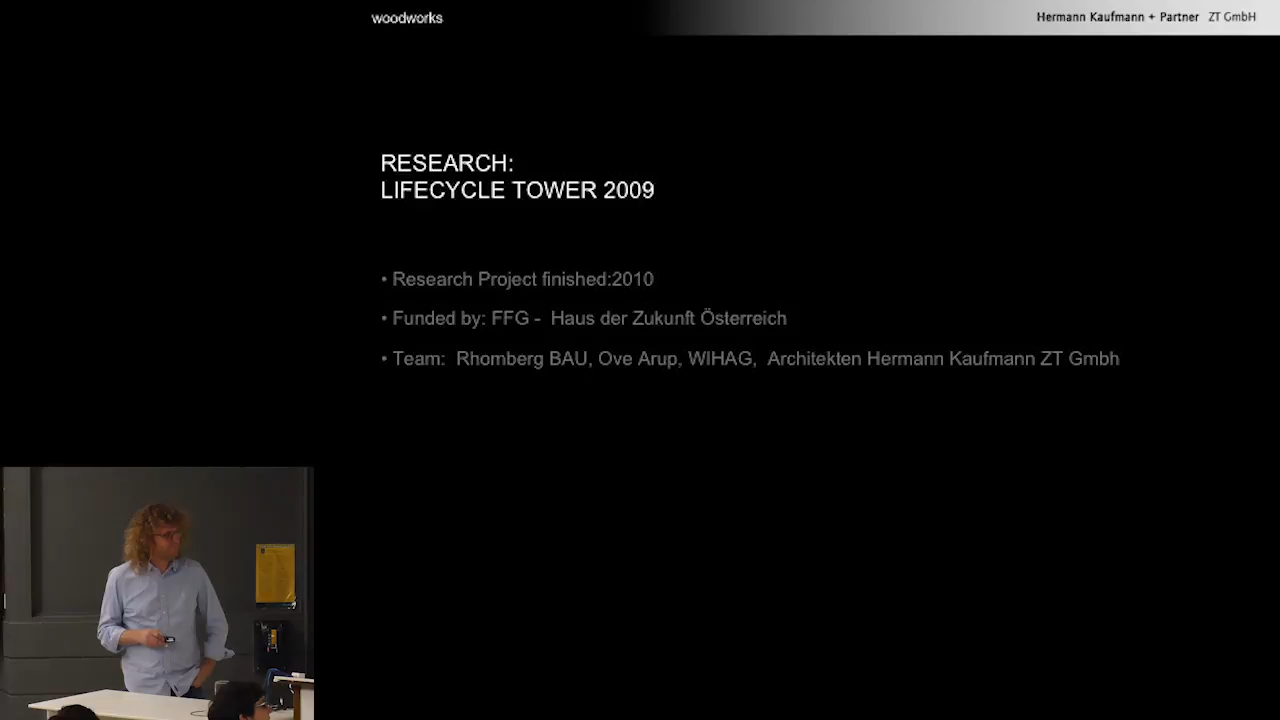 woodworks
Hermann Kaufmann + Partner ZT GmbH
RESEARCH:
LIFECYCLE TOWER 2009
• Research Project finished:2010
• Funded by: FFG - Haus der Zukunft Österreich
• Team: Rhomberg BAU, Ove Arup, WIHAG, Architekten Hermann Kaufmann ZT Gmbh